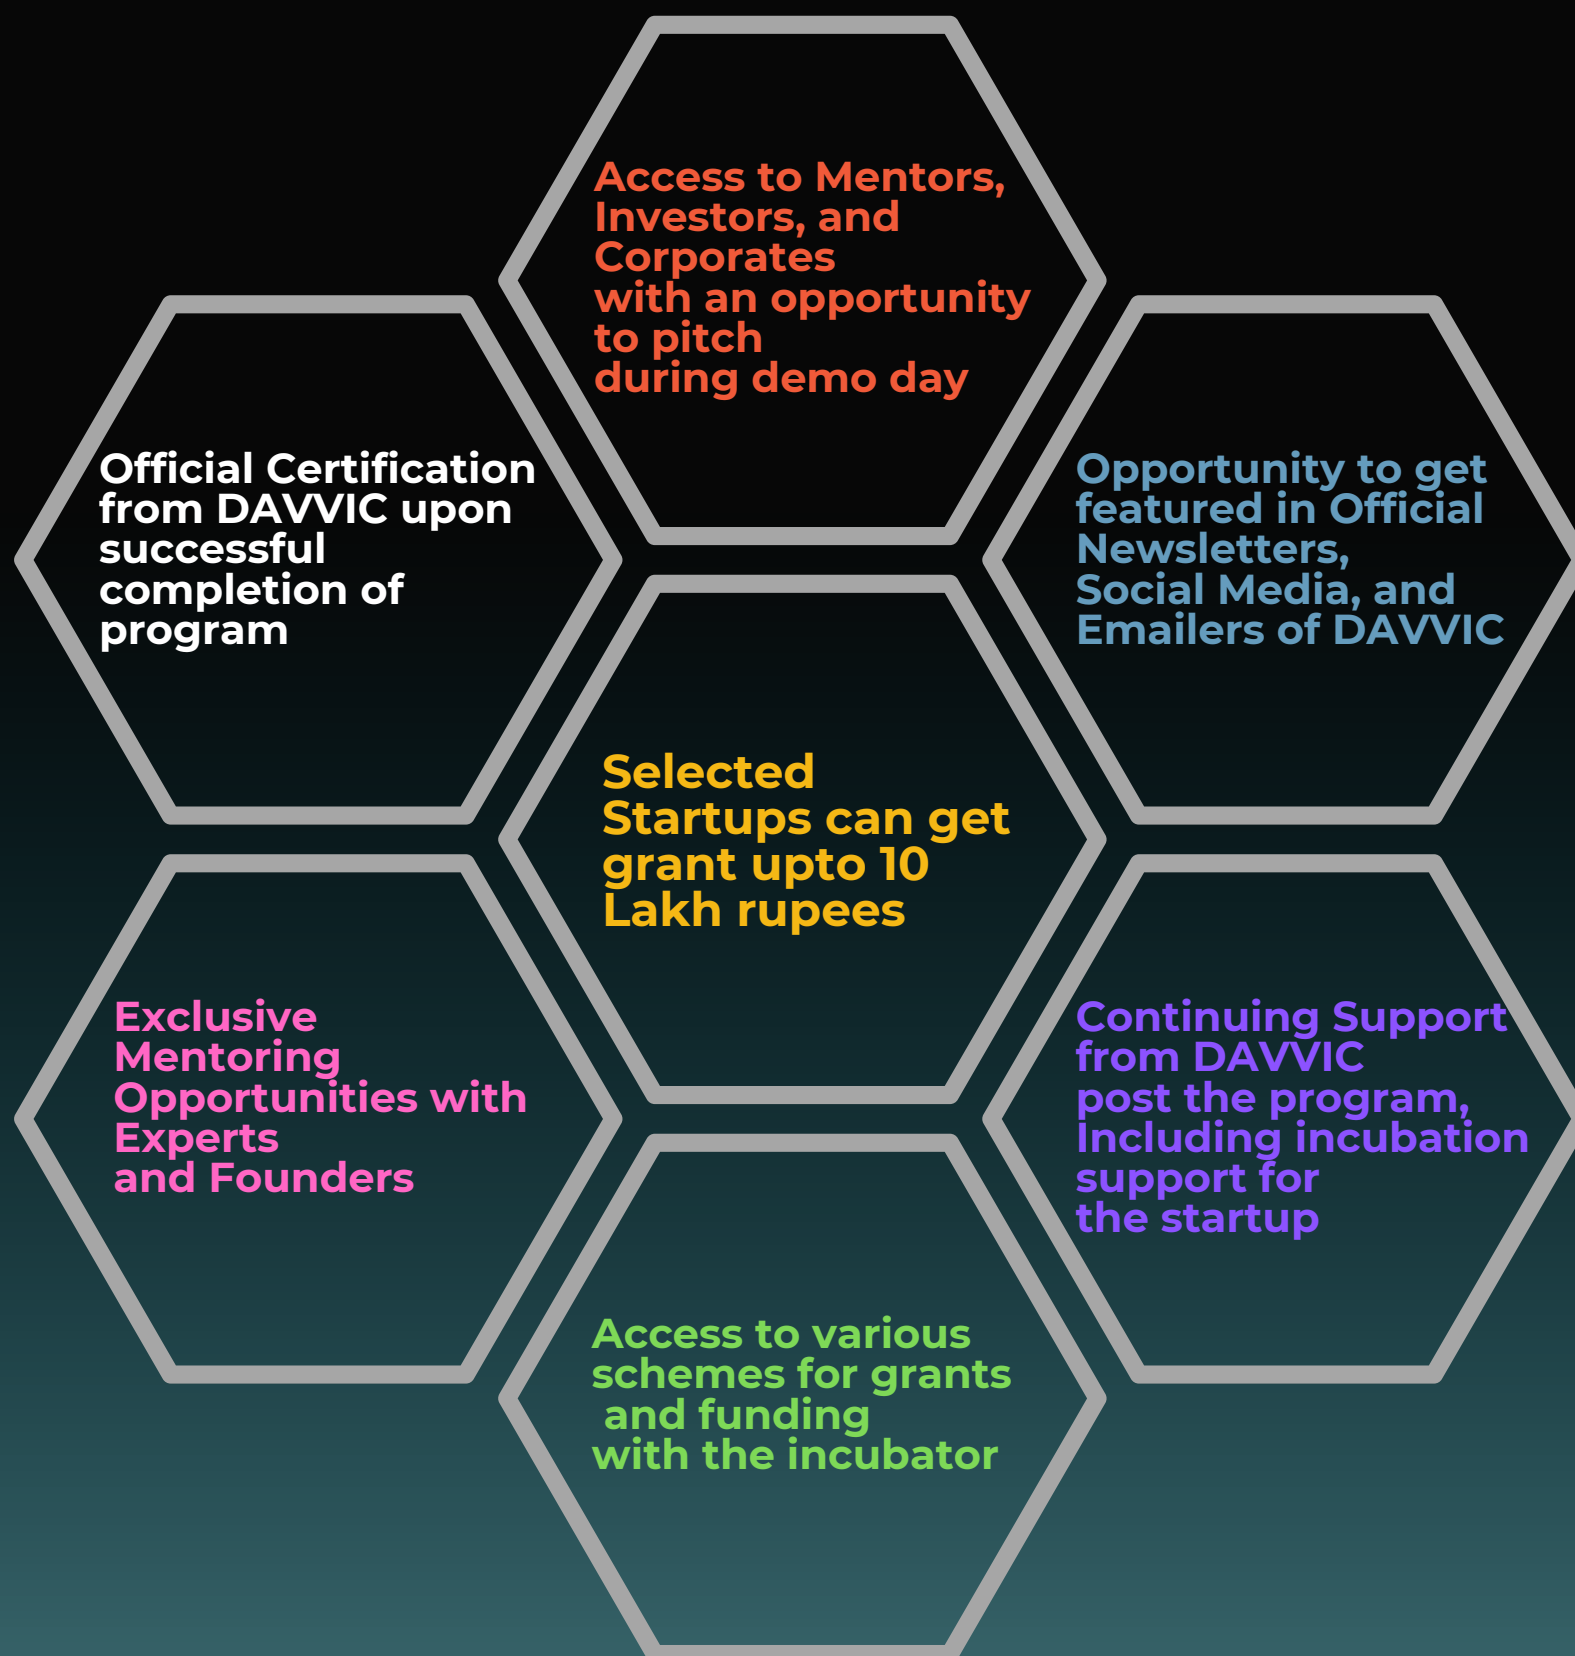 Access to Mentors,
Investors, and
Corporates
with an opportunity
to pitch
during demo day
Official Certification
from DAVVIC upon
successful
completion of
program
Opportunity to get
featured in Official
Newsletters,
Social Media, and
Emailers of DAVVIC
Selected
Startups can get
grant upto 10
Lakh rupees
Exclusive
Mentoring
Opportunities with
Experts
and Founders
Continuing Support
from DAVVIC
post the program,
Including incubation
support for
the startup
Access to various
schemes for grants
and funding
with the incubator